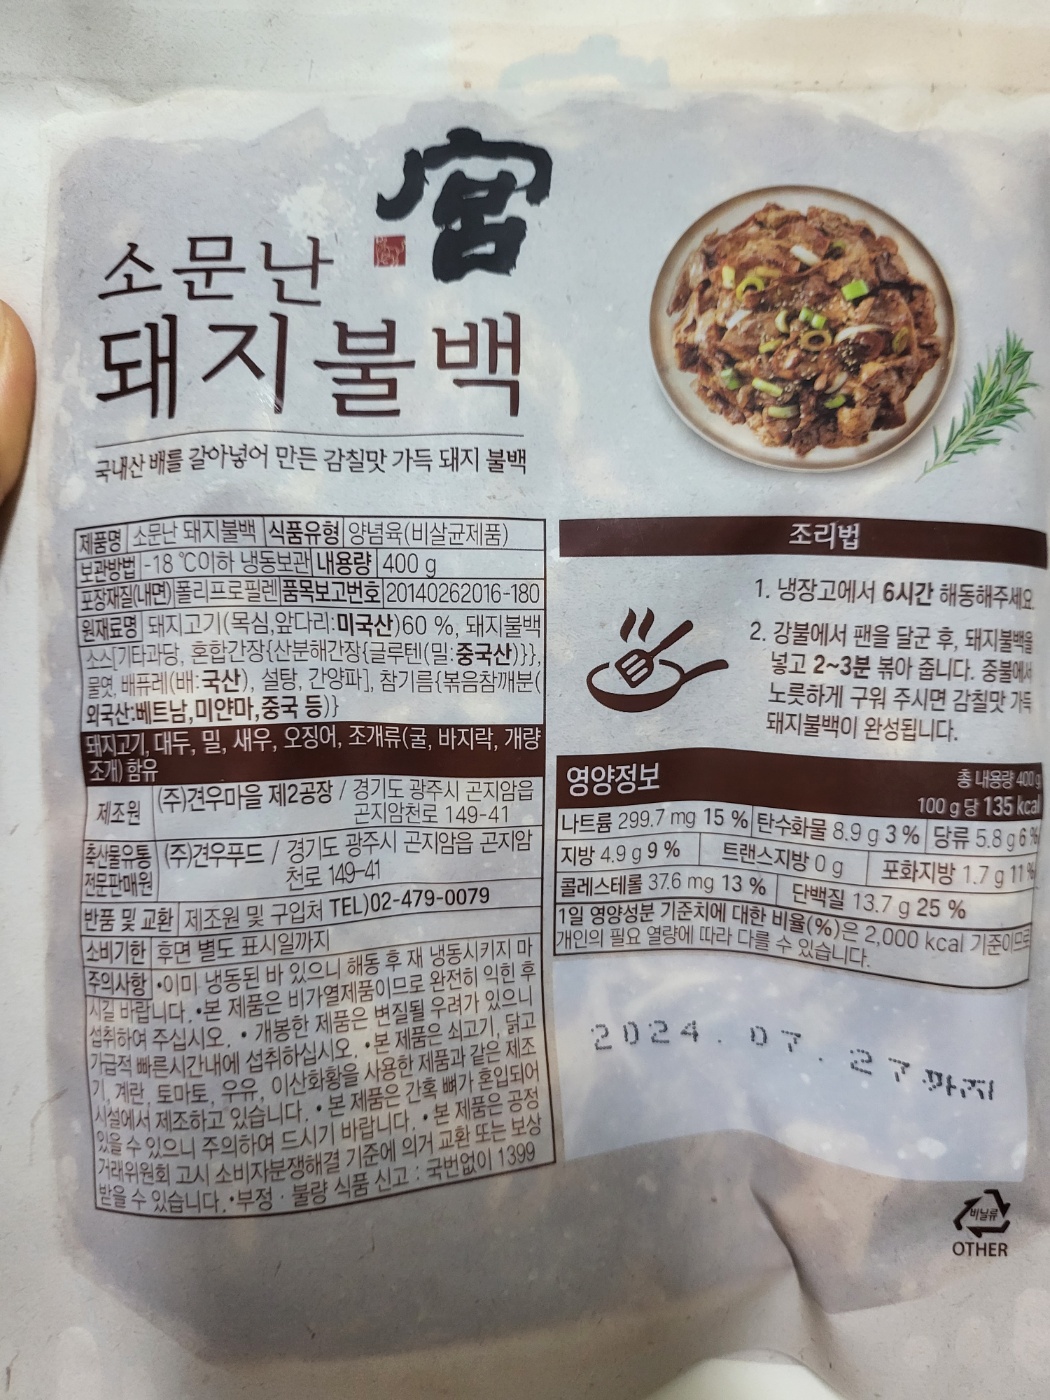 宮
소문난
돼지불백
국내산 배를 갈아넣어 만든 감칠맛 가득 돼지 불백
제품명 소문난 돼지불백 식품유형 양념육(비살균제품)
보관방법 -18 ℃이하 냉동보관 내용량 400 g
포장재질(내면) 폴리프로필렌 품목보고번호 20140262016-180
원재료명 돼지고기(목심,앞다리:미국산)60 %, 돼지불백
소스[기타과당, 혼합간장{산분해간장{글루텐(밀:중국산)}},
물엿, 배퓨레(배:국산), 설탕, 간양파], 참기름{볶음참깨분(
외국산:베트남,미얀마,중국 등)}
돼지고기, 대두, 밀, 새우, 오징어, 조개류(굴, 바지락, 개량
조개) 함유
제조원 (주)견우마을 제2공장 / 경기도 광주시 곤지암읍
곤지암천로 149-41
축산물유통
전문판매원 (주)견우푸드 / 경기도 광주시 곤지암읍 곤지암
천로 149-41
반품 및 교환 제조원 및 구입처 TEL)02-479-0079
소비기한 후면 별도 표시일까지
주의사항 •이미 냉동된 바 있으니 해동 후 재 냉동시키지 마
시길 바랍니다. •본 제품은 비가열제품이므로 완전히 익힌 후
섭취하여 주십시오. • 개봉한 제품은 변질될 우려가 있으니
가급적 빠른시간내에 섭취하십시오. •본 제품은 쇠고기, 닭고
기, 계란, 토마토, 우유, 이산화황을 사용한 제품과 같은 제조
시설에서 제조하고 있습니다. • 본 제품은 간혹 뼈가 혼입되어
있을 수 있으니 주의하여 드시기 바랍니다. • 본 제품은 공정
거래위원회 고시 소비자분쟁해결 기준에 의거 교환 또는 보상
받을 수 있습니다. •부정 · 불량 식품 신고 : 국번없이 1399
조리법
1. 냉장고에서 6시간 해동해주세요.
2. 강불에서 팬을 달군 후, 돼지불백을
넣고 2~3분 볶아 줍니다. 중불에서
노릇하게 구워 주시면 감칠맛 가득
돼지불백이 완성됩니다.
영양정보 총 내용량 400 g
100 g당 135 kcal
나트륨 299.7 mg 15 % 탄수화물 8.9 g 3 % 당류 5.8 g 6 %
지방 4.9 g 9 % 트랜스지방 0 g 포화지방 1.7 g 11 %
콜레스테롤 37.6 mg 13 % 단백질 13.7 g 25 %
1일 영양성분 기준치에 대한 비율(%)은 2,000 kcal 기준이므로
개인의 필요 열량에 따라 다를 수 있습니다.
2024.07.27까지
비닐류
OTHER